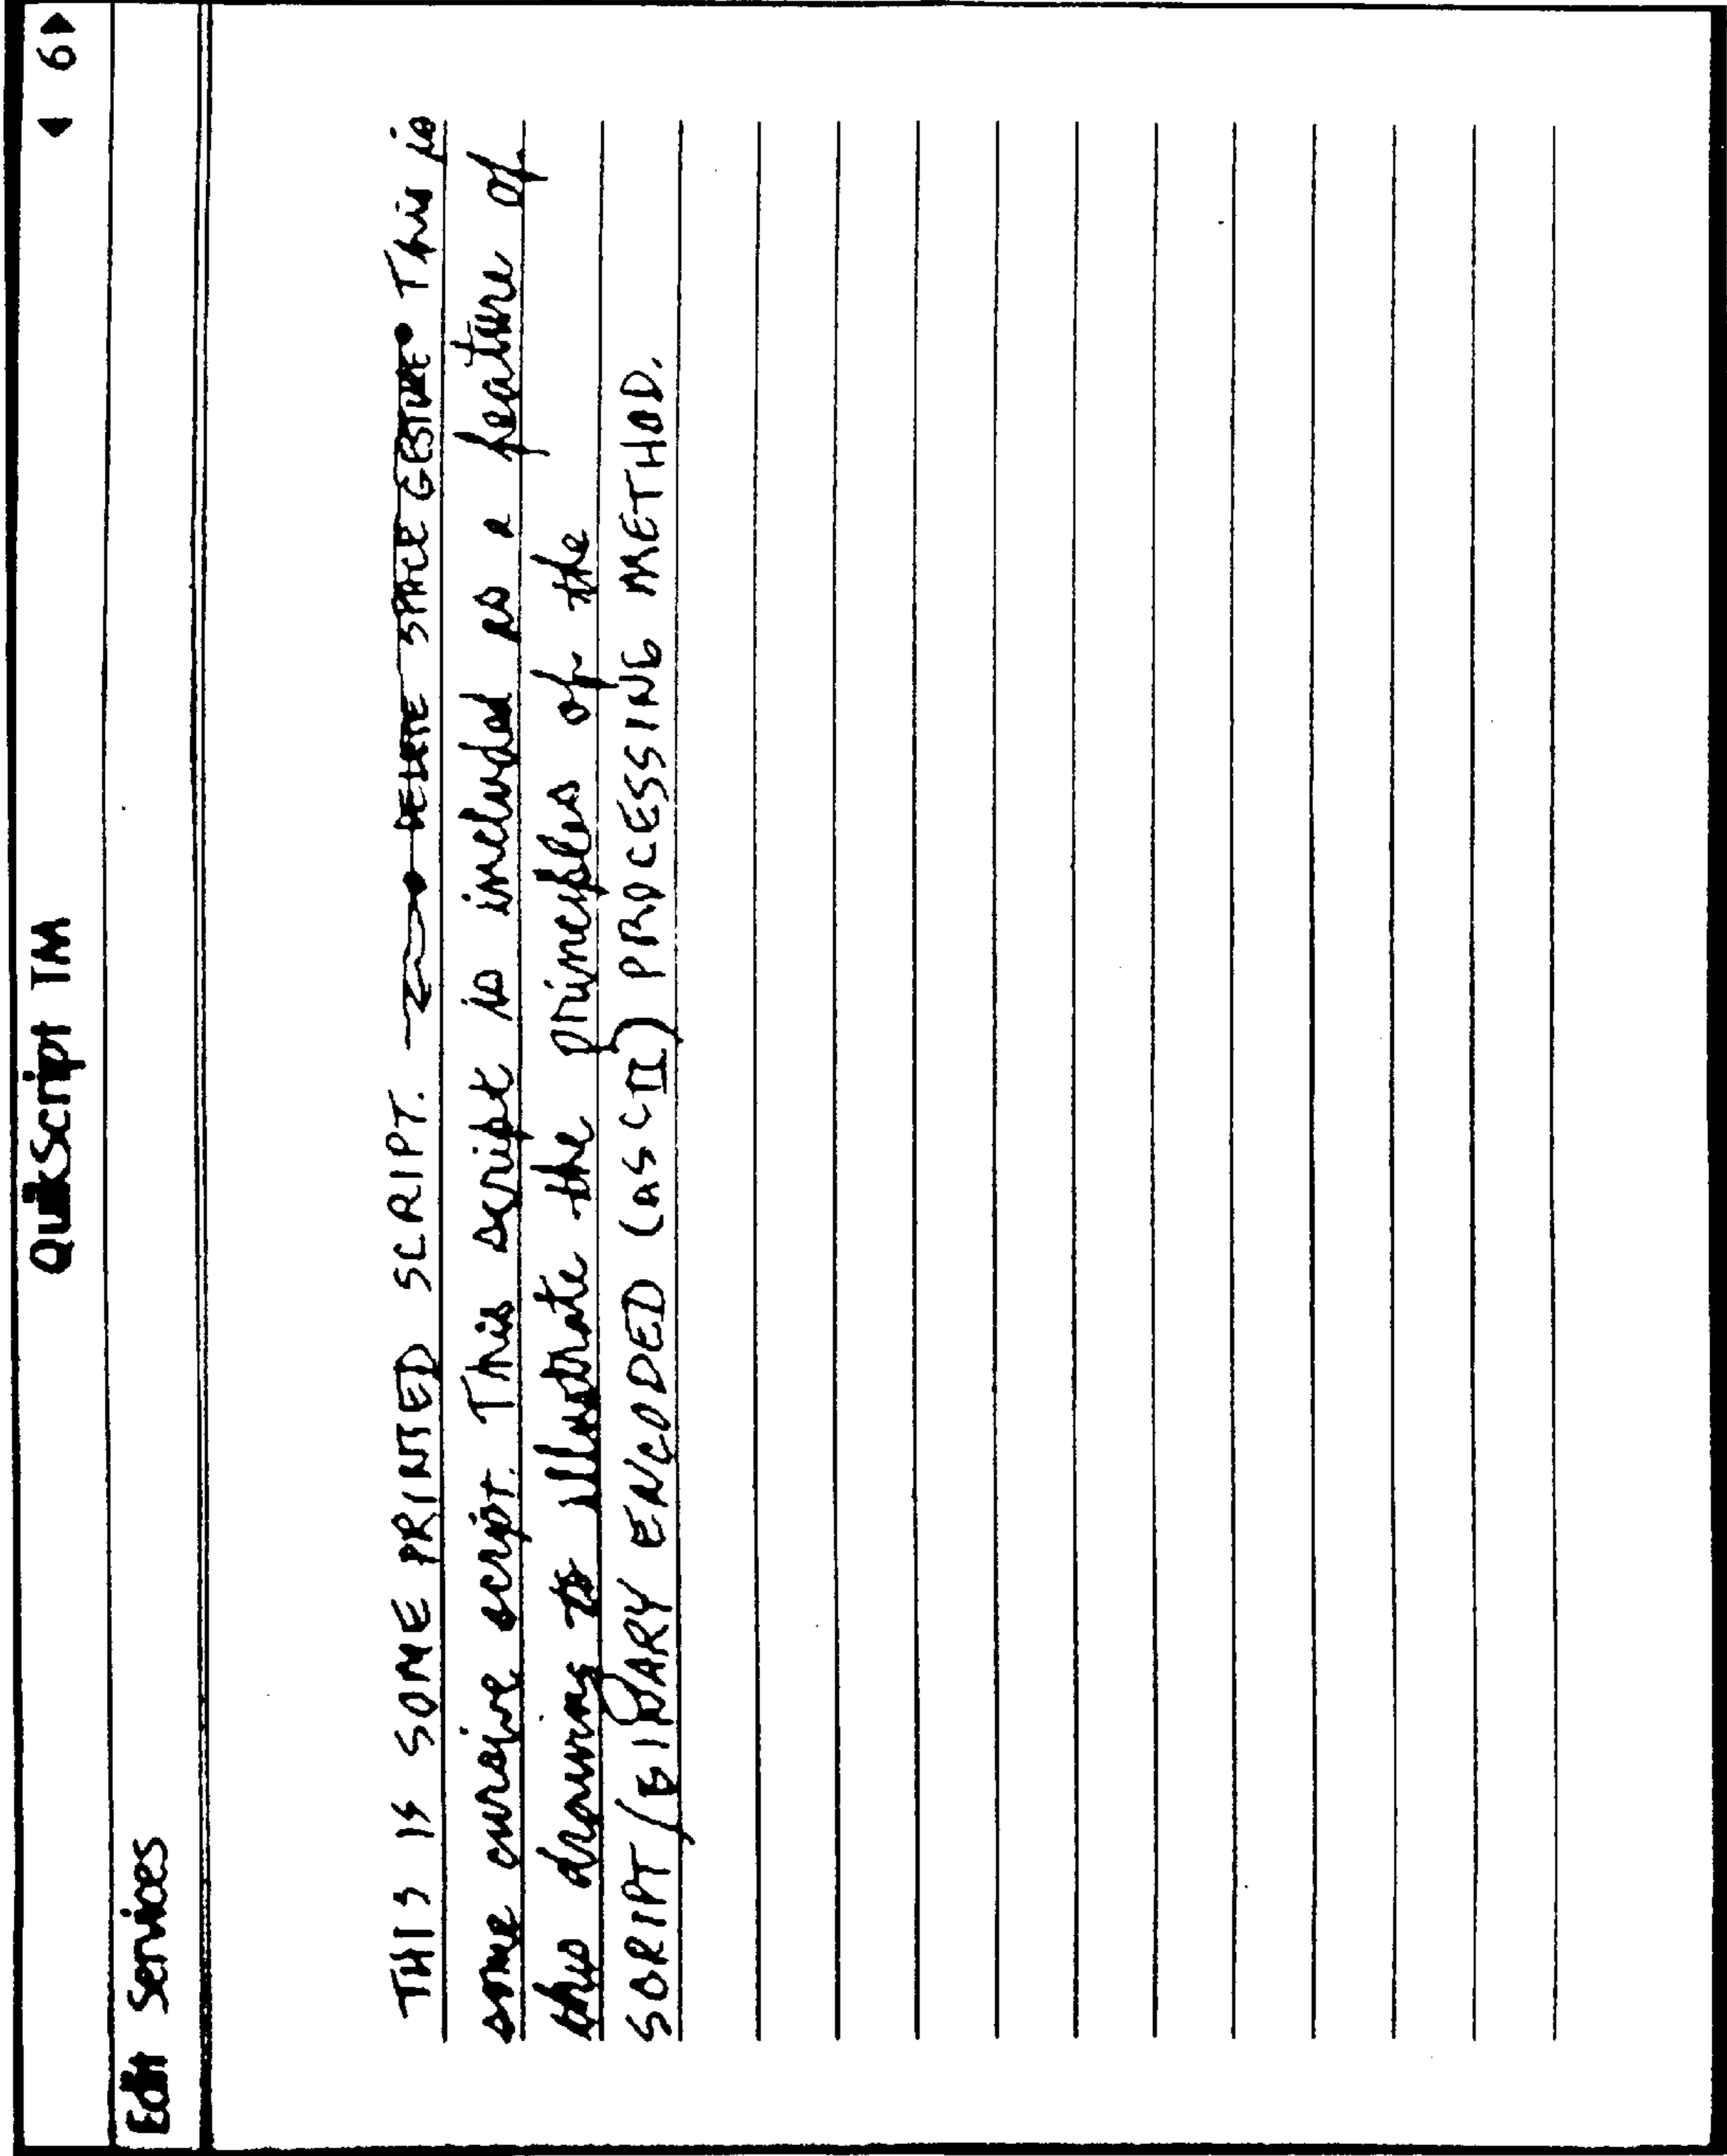 QuikScript TM ◀ 6▶
Edit Services
THIS IS SOME PRINTED SCRIPT. SPACE GESTURE This is
some cursive script. This script is included as a feature of
this drawing to illustrate the principles of the
SCRIPT/BINARY ENCODED (ASCII) PROCESSING METHOD.